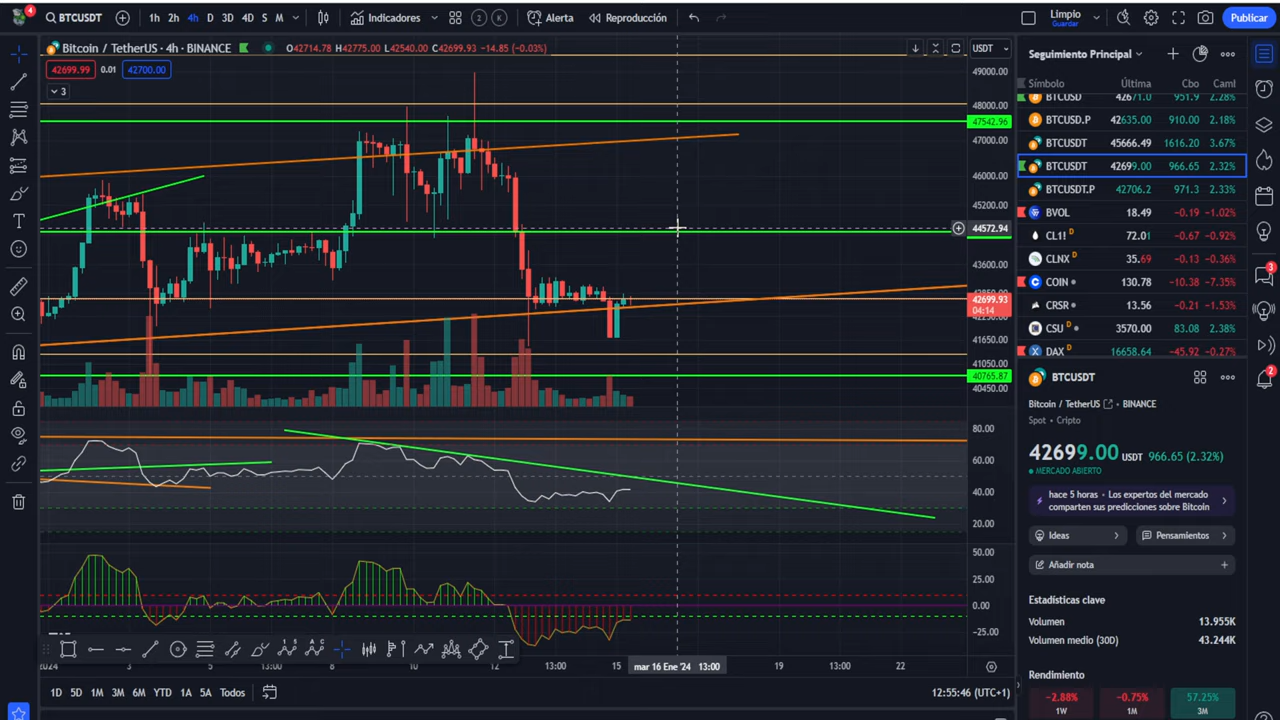 4
BTCUSDT
1h 2h 4h D 3D 4D S M
Indicadores
2 K
Alerta
Reproducción
Limpio
Guardar
Publicar
Bitcoin / TetherUS · 4h · BINANCE
O42714.78 H42775.00 L42540.00 C42699.93 −14.85 (−0.03%)
42699.99 0.01 42700.00
3
USDT
49000.00
48000.00
47542.96
47000.00
46000.00
45200.00
44572.94
43600.00
42699.93
04:14
41650.00
41050.00
40765.87
40450.00
80.00
60.00
40.00
20.00
50.00
25.00
0.00
−25.00
2024 3 5 13:00 8 10 12 13:00 15 mar 16 Ene '24 13:00 19 13:00 22
1D 5D 1M 3M 6M YTD 1A 5A Todos
12:55:46 (UTC+1)
Seguimiento Principal
Símbolo Última Cbo Cam%
BTCUSD 42671.0 951.9 2.28%
BTCUSD.P 42635.00 910.00 2.18%
BTCUSDT 45666.49 1616.20 3.67%
BTCUSDT 42699.00 966.65 2.32%
BTCUSDT.P 42706.2 971.3 2.33%
BVOL 18.49 −0.19 −1.02%
CL1! D 72.01 −0.67 −0.92%
CLNX D 35.69 −0.13 −0.36%
COIN 130.78 −10.38 −7.35%
CRSR 13.56 −0.21 −1.53%
CSU D 3570.00 83.08 2.38%
DAX D 16658.64 −45.92 −0.27%
BTCUSDT
Bitcoin / TetherUS BINANCE
Spot • Cripto
42699.00 USDT 966.65 (2.32%)
MERCADO ABIERTO
hace 5 horas • Los expertos del mercado
comparten sus predicciones sobre Bitcoin
Ideas
Pensamientos
Añadir nota
Estadísticas clave
Volumen 13.955K
Volumen medio (30D) 43.244K
Rendimiento
−2.88% −0.75% 57.25%
1W 1M 3M
3
2